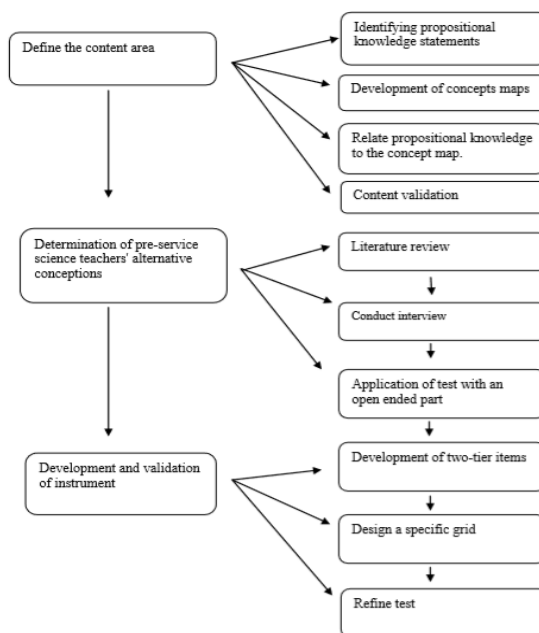 Define the content area
Identifying propositional
knowledge statements
Development of concepts maps
Relate propositional knowledge
to the concept map.
Content validation
Determination of pre-service
science teachers' alternative
conceptions
Literature review
Conduct interview
Application of test with an
open ended part
Development and validation
of instrument
Development of two-tier items
Design a specific grid
Refine test